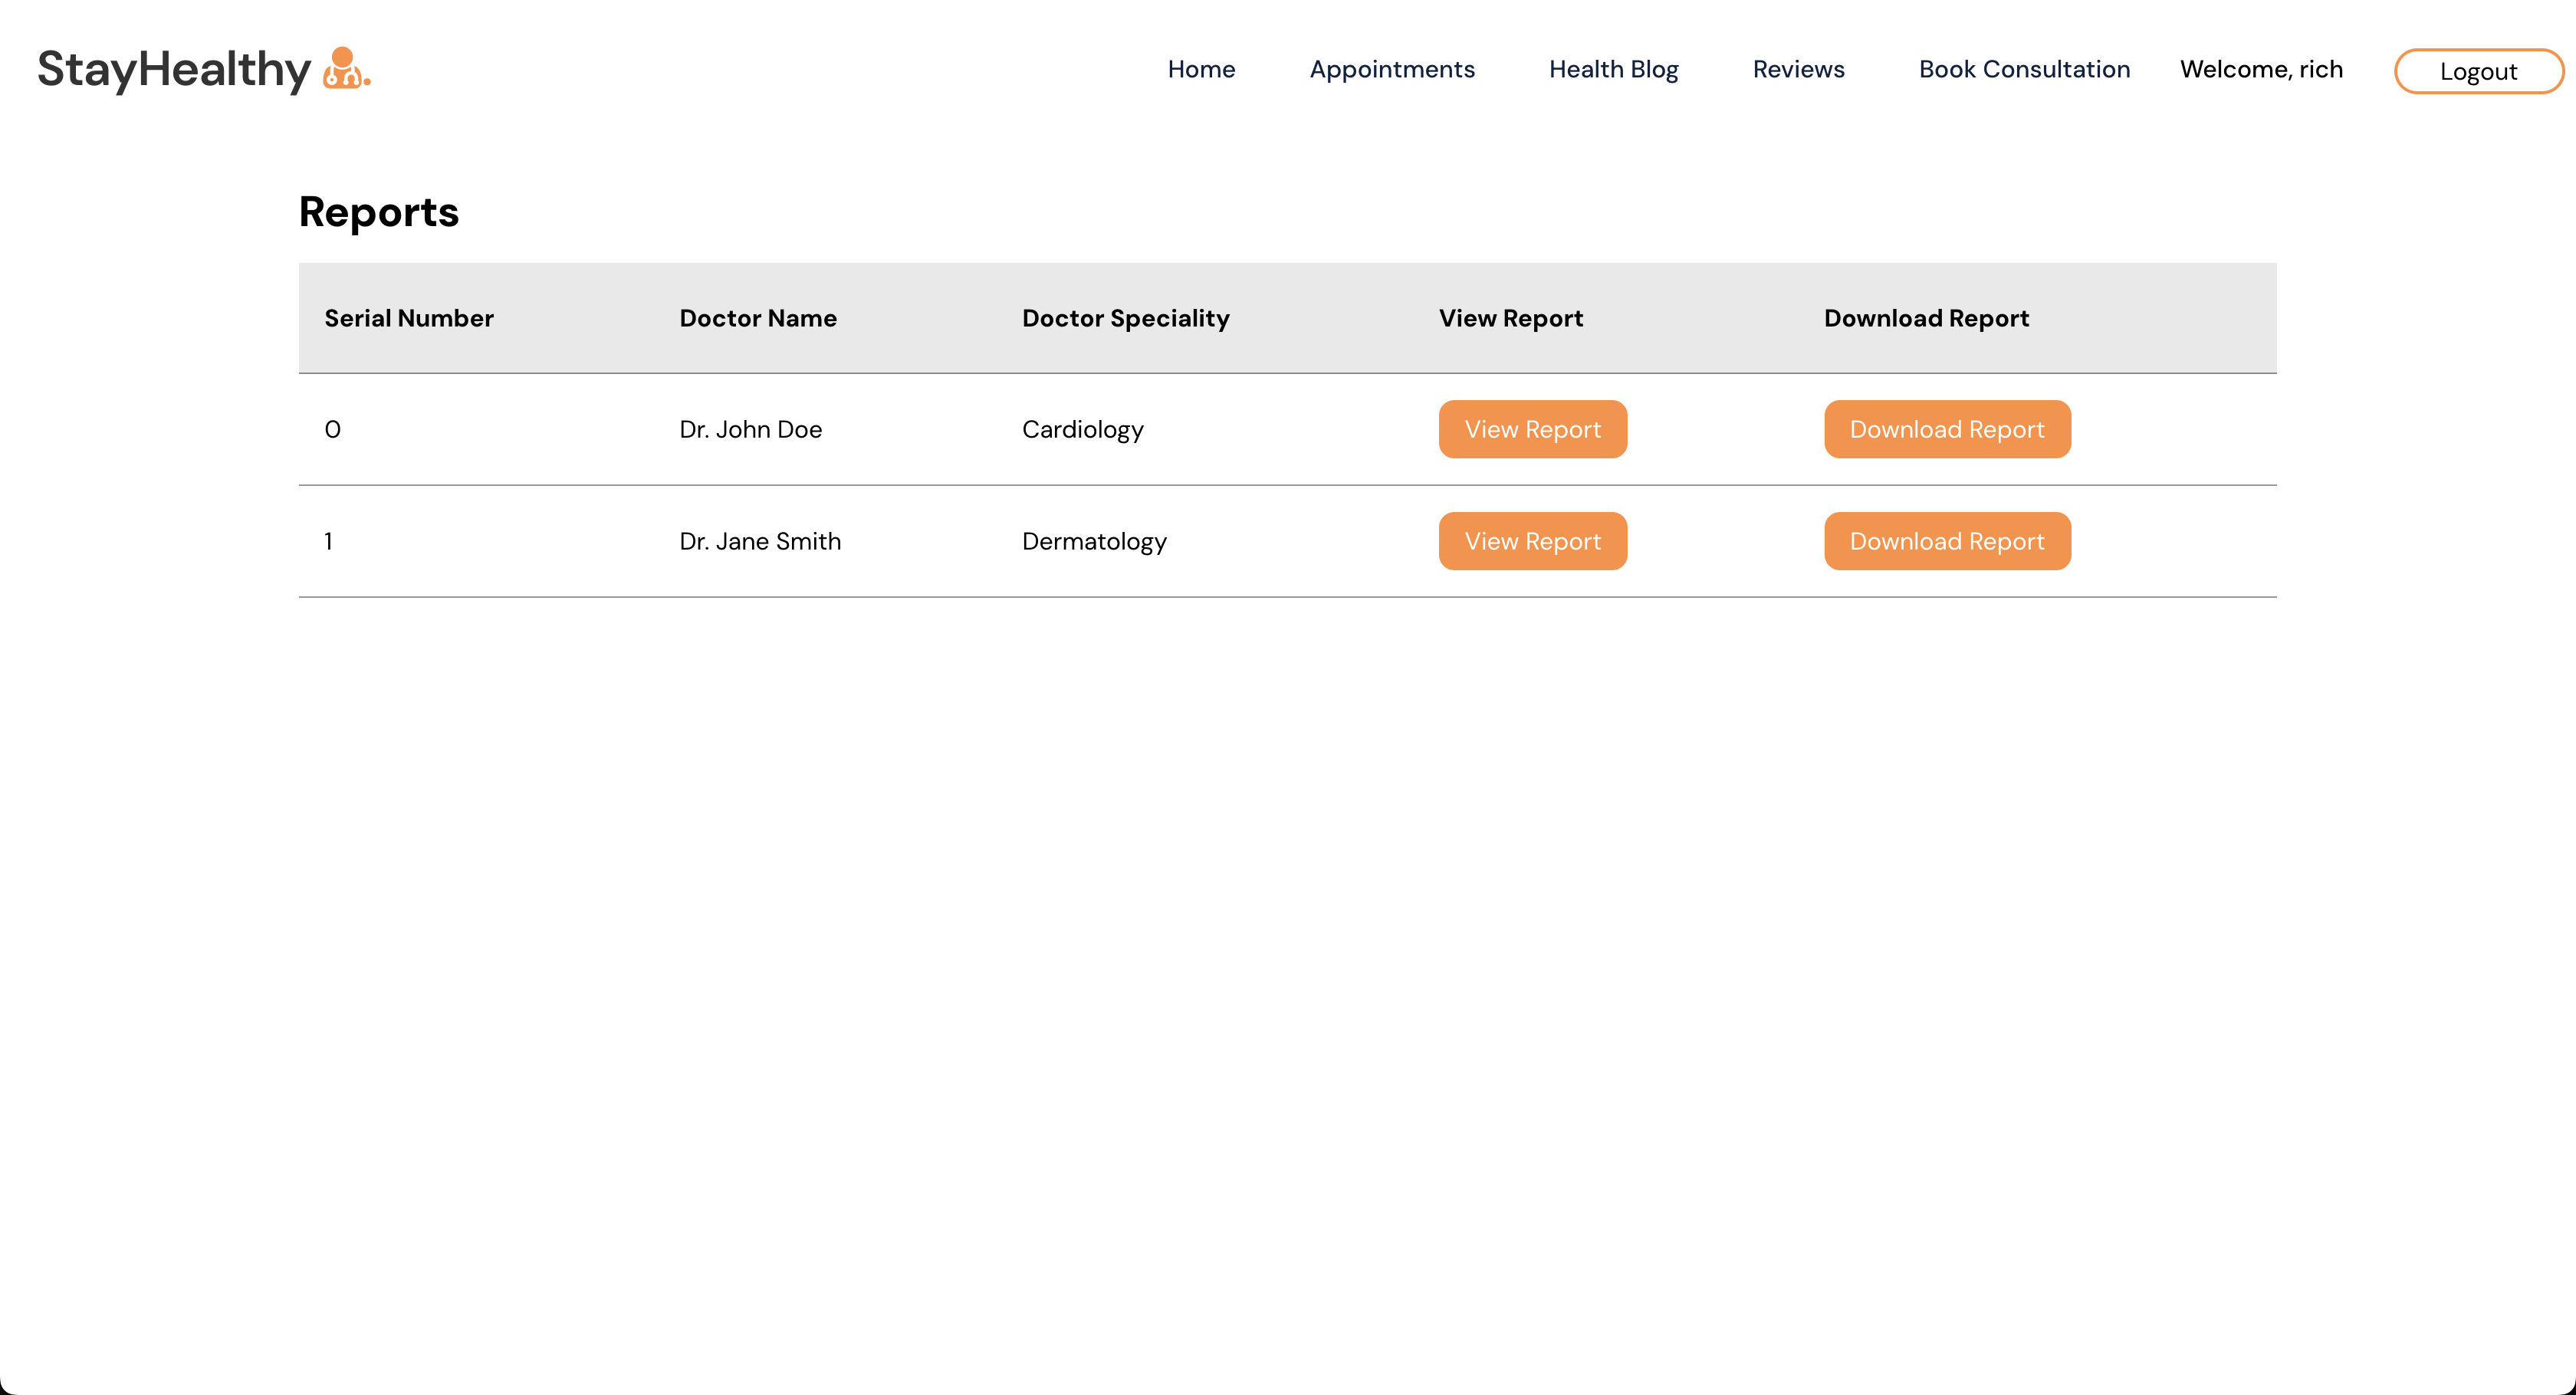 StayHealthy
Home Appointments Health Blog Reviews Book Consultation Welcome, rich Logout
Reports
Serial Number Doctor Name Doctor Speciality View Report Download Report
0 Dr. John Doe Cardiology View Report Download Report
1 Dr. Jane Smith Dermatology View Report Download Report